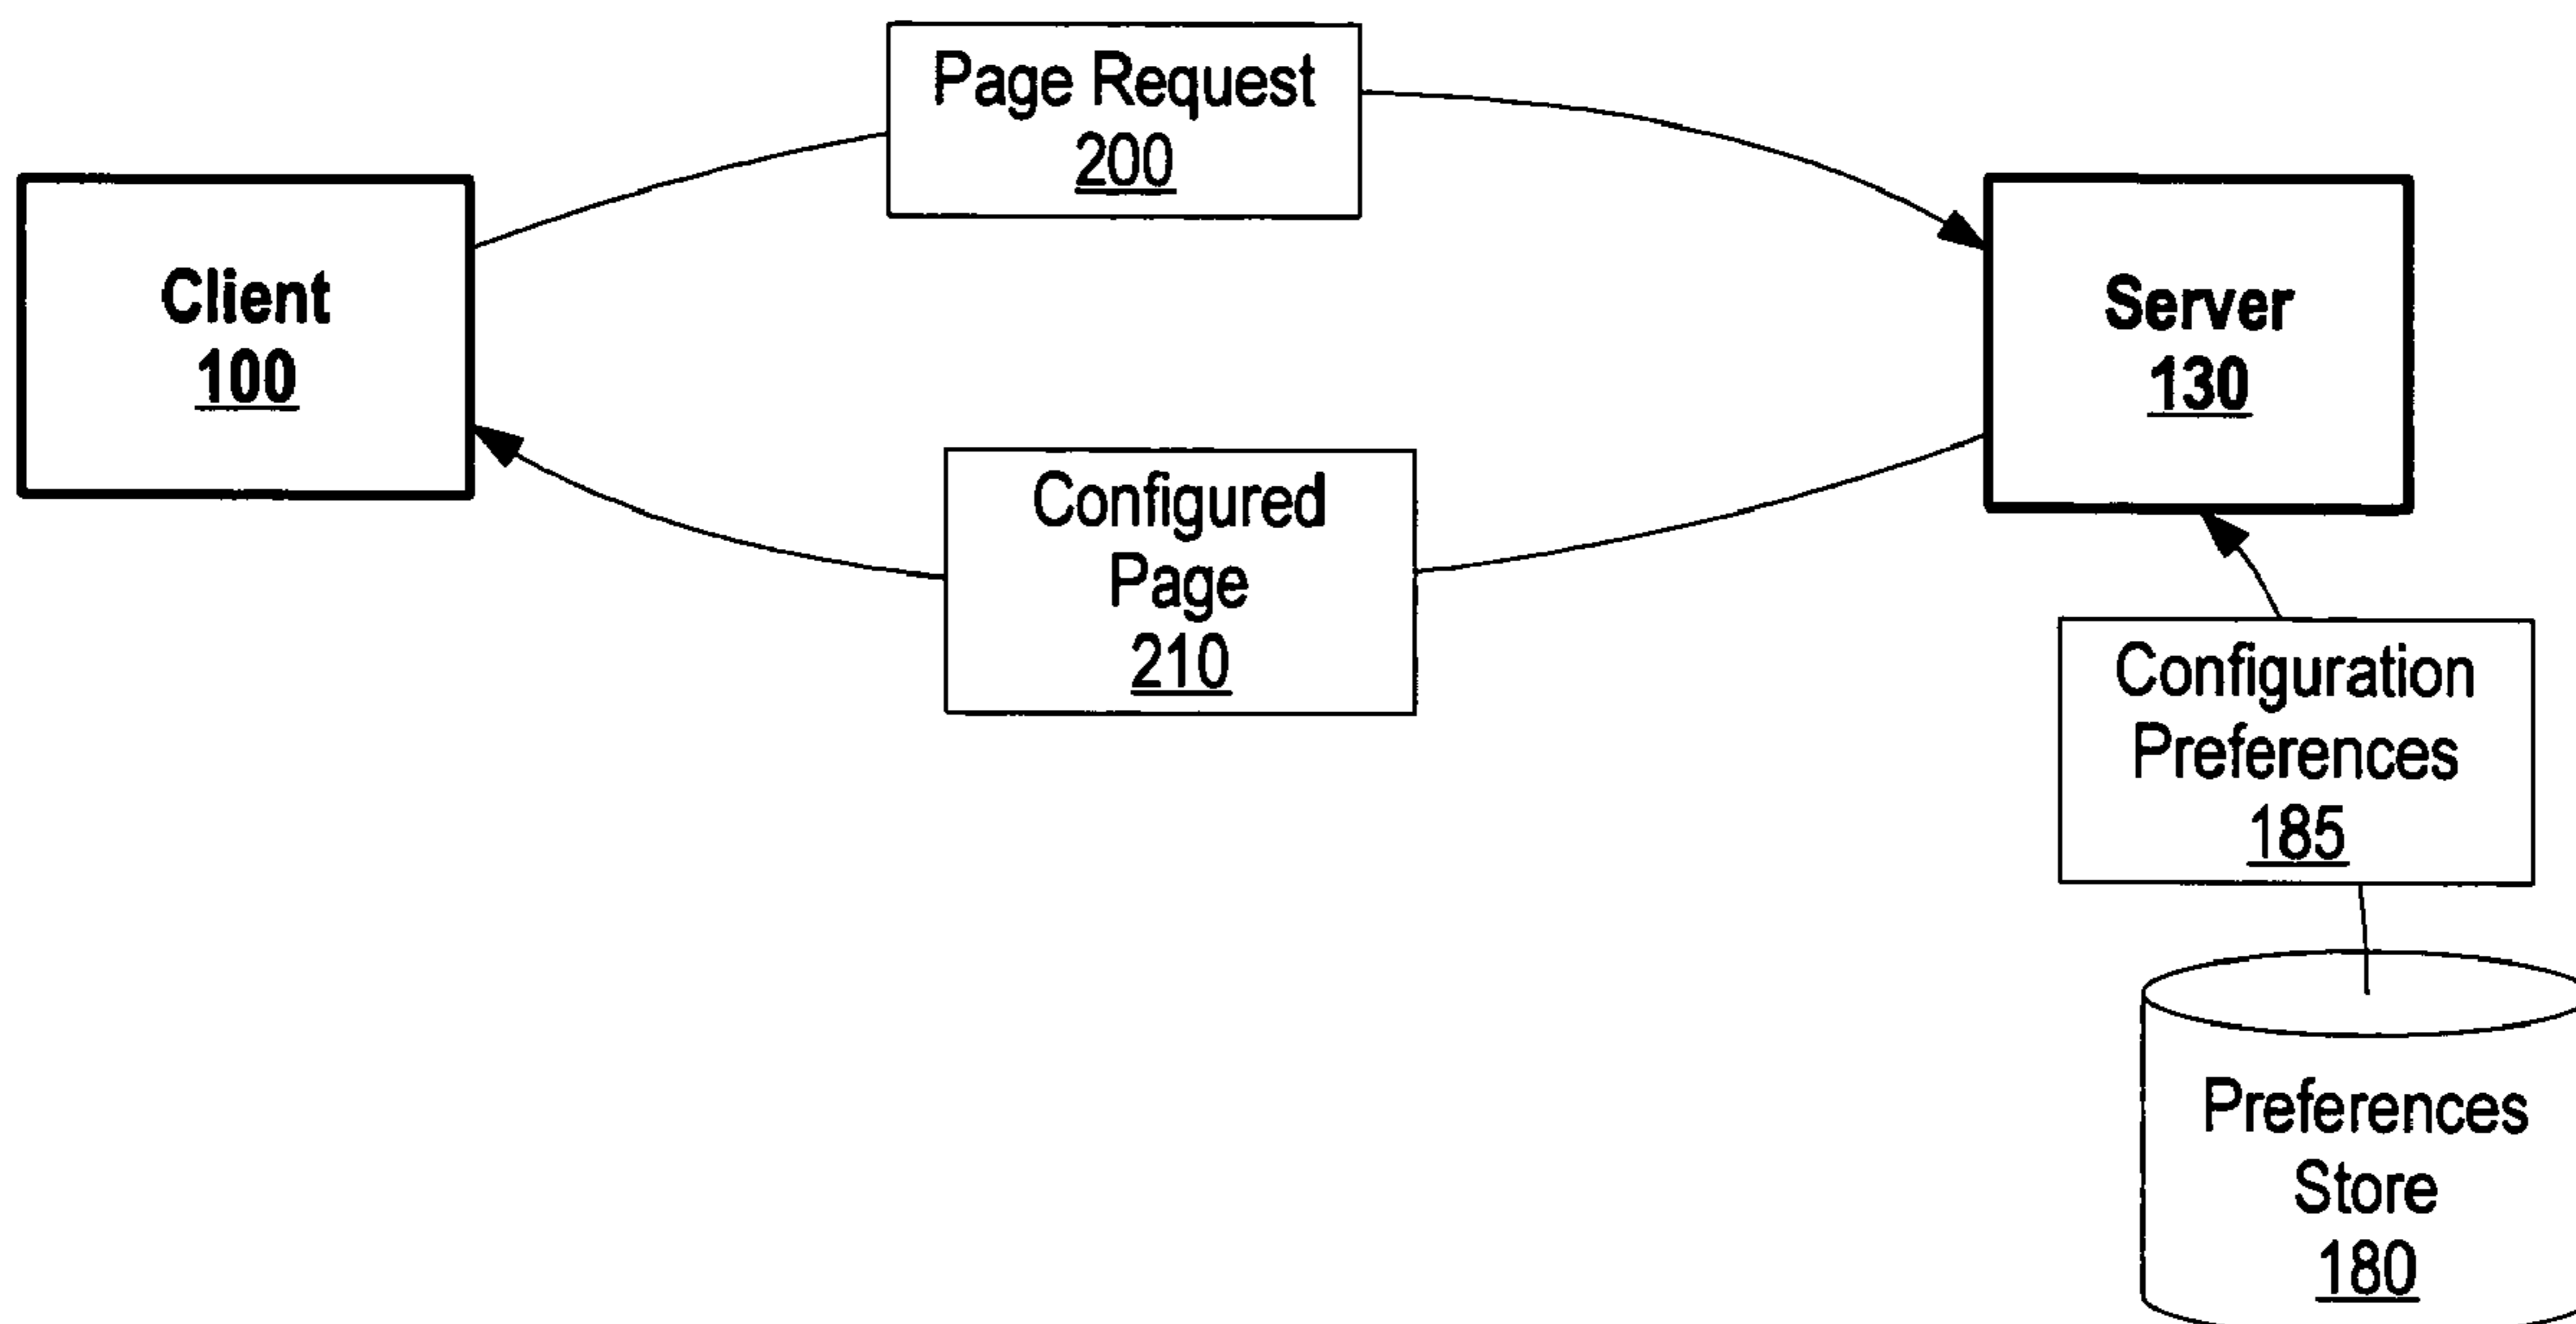 Page Request
200
Client
100
Server
130
Configured
Page
210
Configuration
Preferences
185
Preferences
Store
180